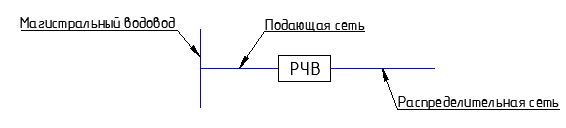 Магистральный водовод
Подающая сеть
РЧВ
Распределительная сеть